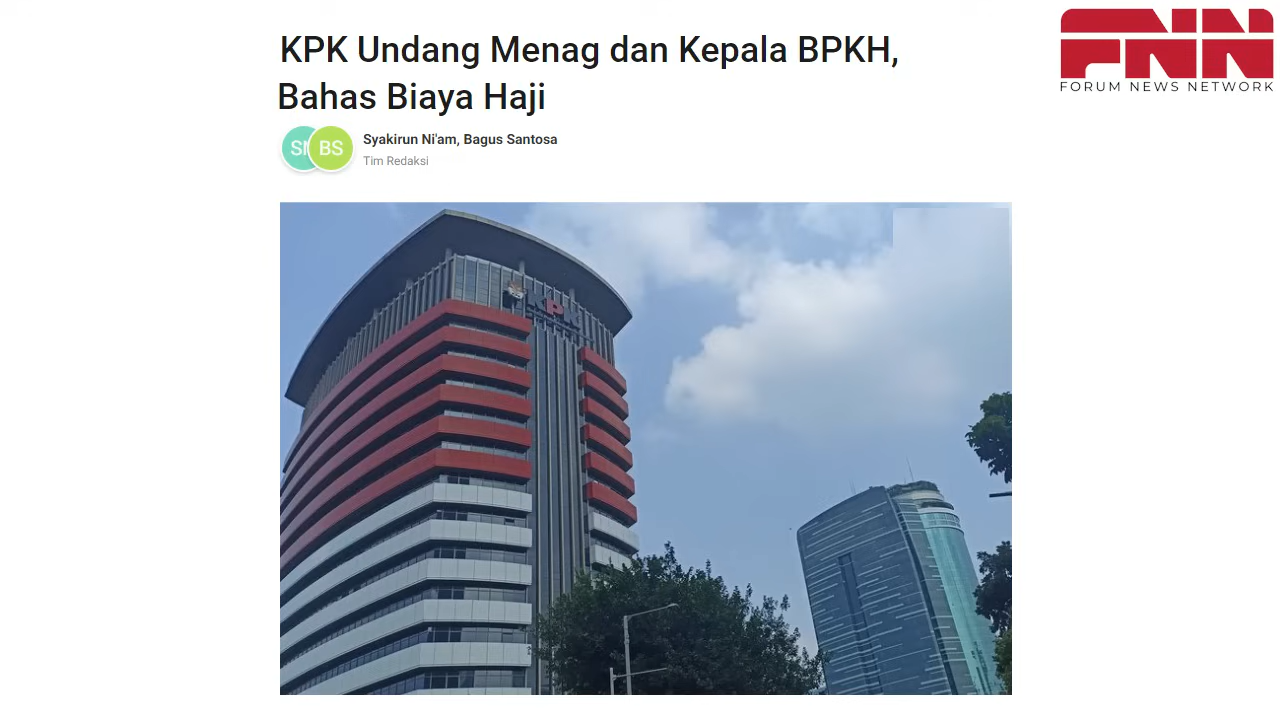 KPK Undang Menag dan Kepala BPKH,
Bahas Biaya Haji
FNN
FORUM NEWS NETWORK
SN BS
Syakirun Ni'am, Bagus Santosa
Tim Redaksi
KPK